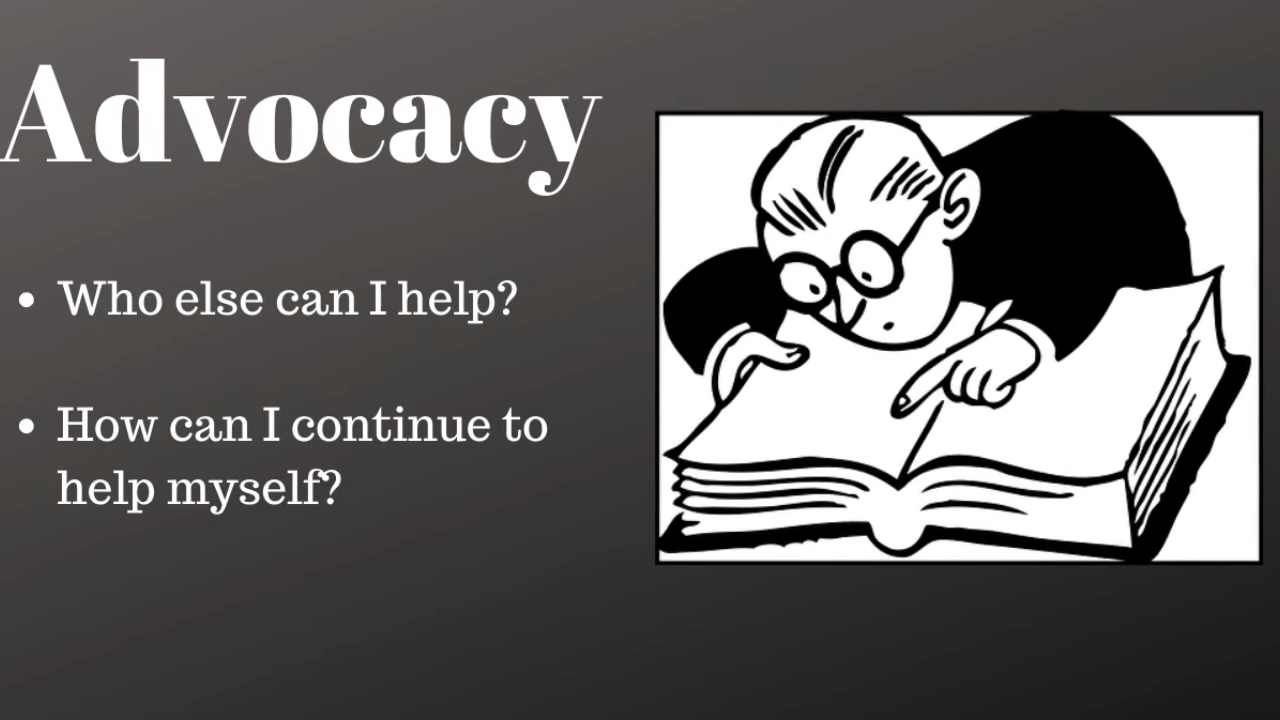 Advocacy
• Who else can I help?
• How can I continue to
help myself?